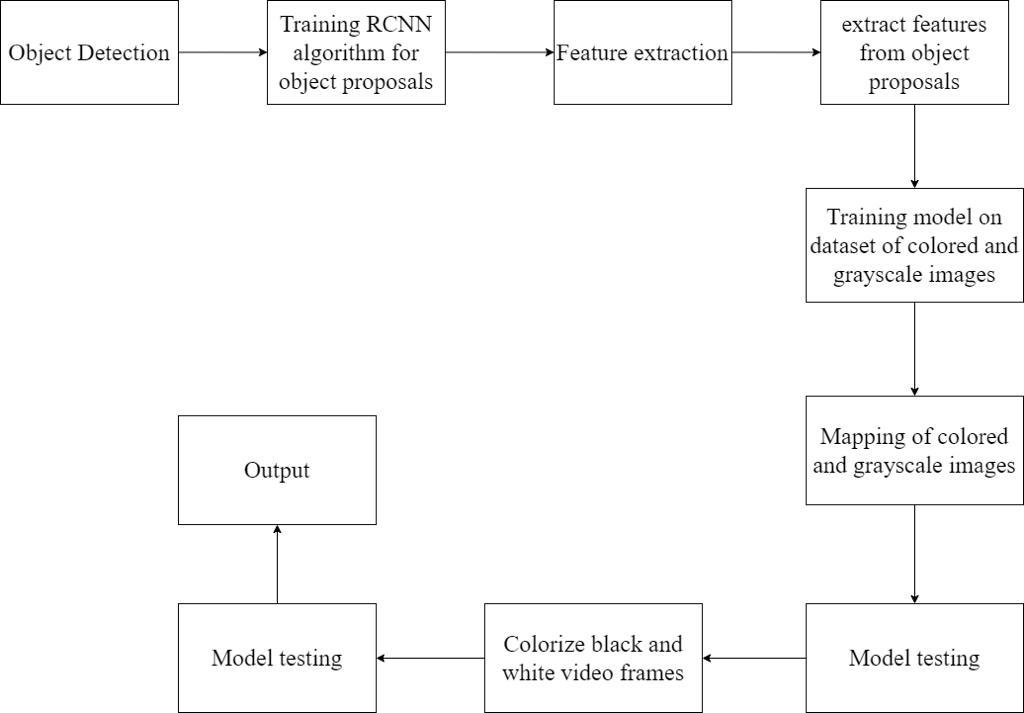 Object Detection
Training RCNN
algorithm for
object proposals
Feature extraction
extract features
from object
proposals
Training model on
dataset of colored and
grayscale images
Mapping of colored
and grayscale images
Model testing
Colorize black and
white video frames
Model testing
Output